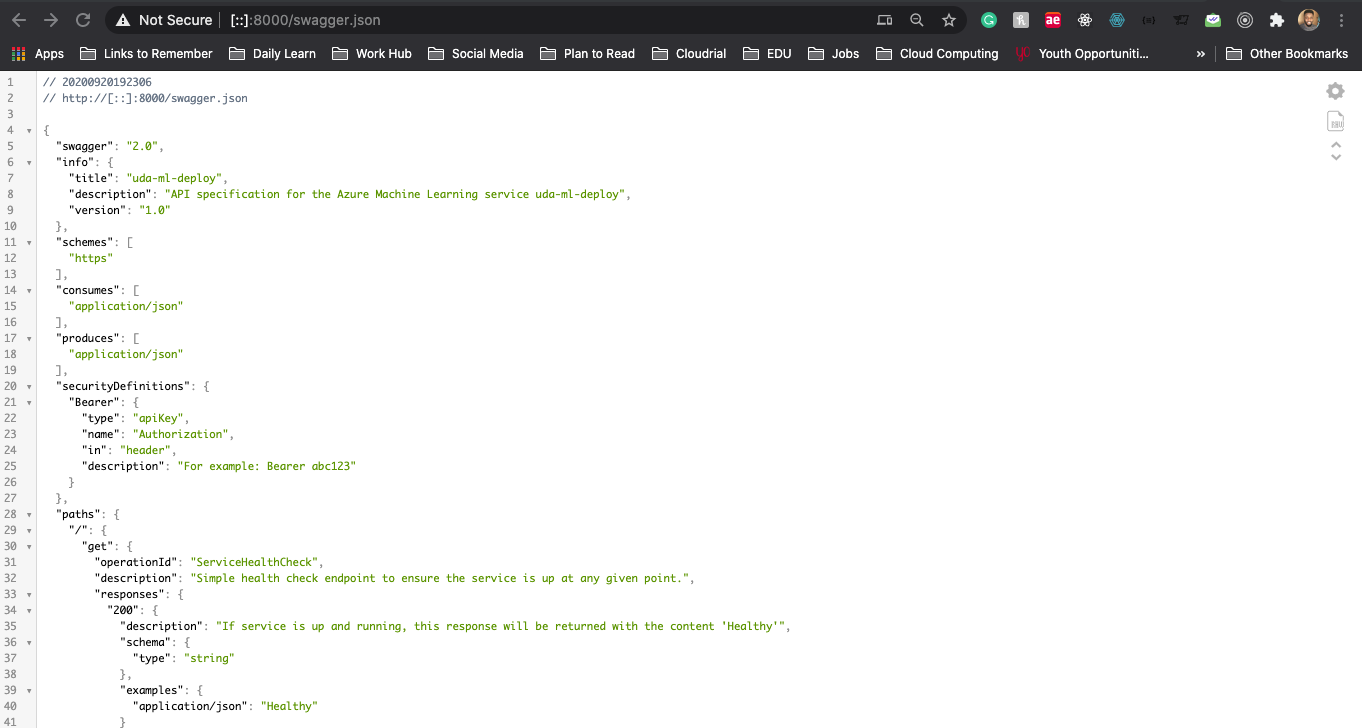 Not Secure | [::]:8000/swagger.json
Apps Links to Remember Daily Learn Work Hub Social Media Plan to Read Cloudrial EDU Jobs Cloud Computing Youth Opportuniti... » Other Bookmarks
1 // 20200920192306
2 // http://[::]:8000/swagger.json
3
4 {
5 "swagger": "2.0",
6 "info": {
7 "title": "uda-ml-deploy",
8 "description": "API specification for the Azure Machine Learning service uda-ml-deploy",
9 "version": "1.0"
10 },
11 "schemes": [
12 "https"
13 ],
14 "consumes": [
15 "application/json"
16 ],
17 "produces": [
18 "application/json"
19 ],
20 "securityDefinitions": {
21 "Bearer": {
22 "type": "apiKey",
23 "name": "Authorization",
24 "in": "header",
25 "description": "For example: Bearer abc123"
26 }
27 },
28 "paths": {
29 "/": {
30 "get": {
31 "operationId": "ServiceHealthCheck",
32 "description": "Simple health check endpoint to ensure the service is up at any given point.",
33 "responses": {
34 "200": {
35 "description": "If service is up and running, this response will be returned with the content 'Healthy'",
36 "schema": {
37 "type": "string"
38 },
39 "examples": {
40 "application/json": "Healthy"
41 }